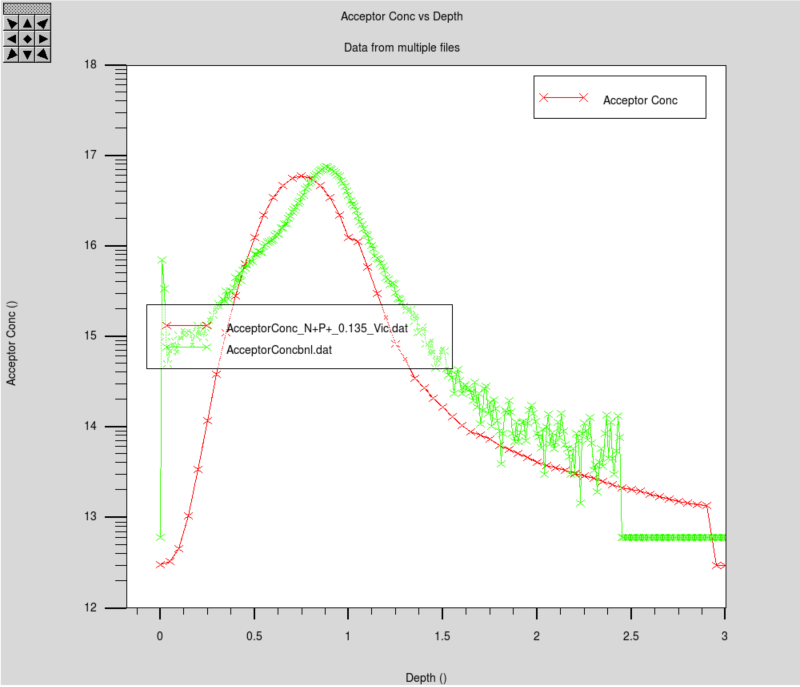 Acceptor Conc vs Depth
Data from multiple files
18
17
16
15
14
13
12
Acceptor Conc ()
Acceptor Conc
AcceptorConc_N+P+_0.135_Vic.dat
AcceptorConcbnl.dat
0 0.5 1 1.5 2 2.5 3
Depth ()